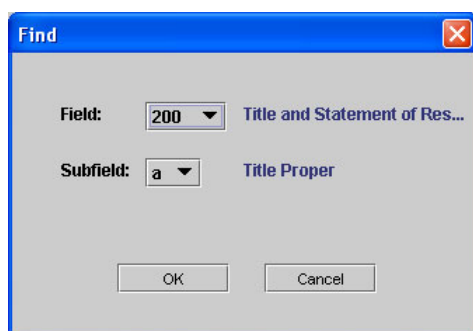 Find
Field: 200 Title and Statement of Res...
Subfield: a Title Proper
OK Cancel